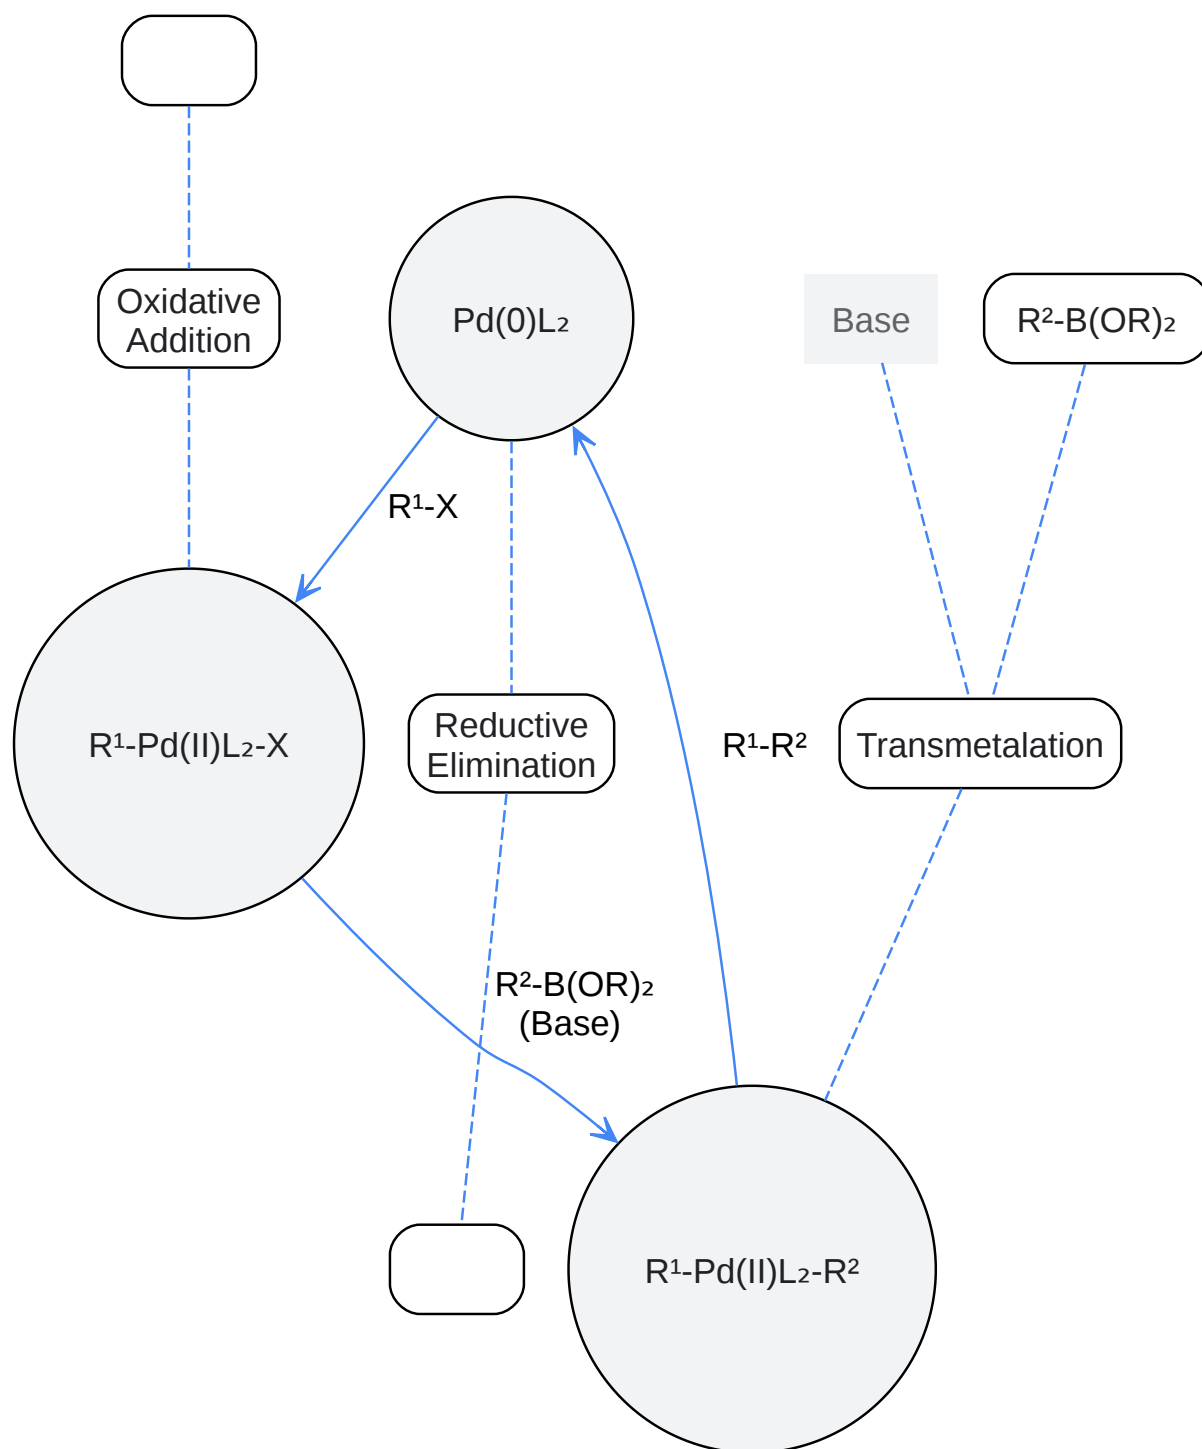 Oxidative
Addition
Pd(0)L₂
Base
R²-B(OR)₂
R¹-X
R¹-Pd(II)L₂-X
Reductive
Elimination
R¹-R²
Transmetalation
R²-B(OR)₂
(Base)
R¹-Pd(II)L₂-R²